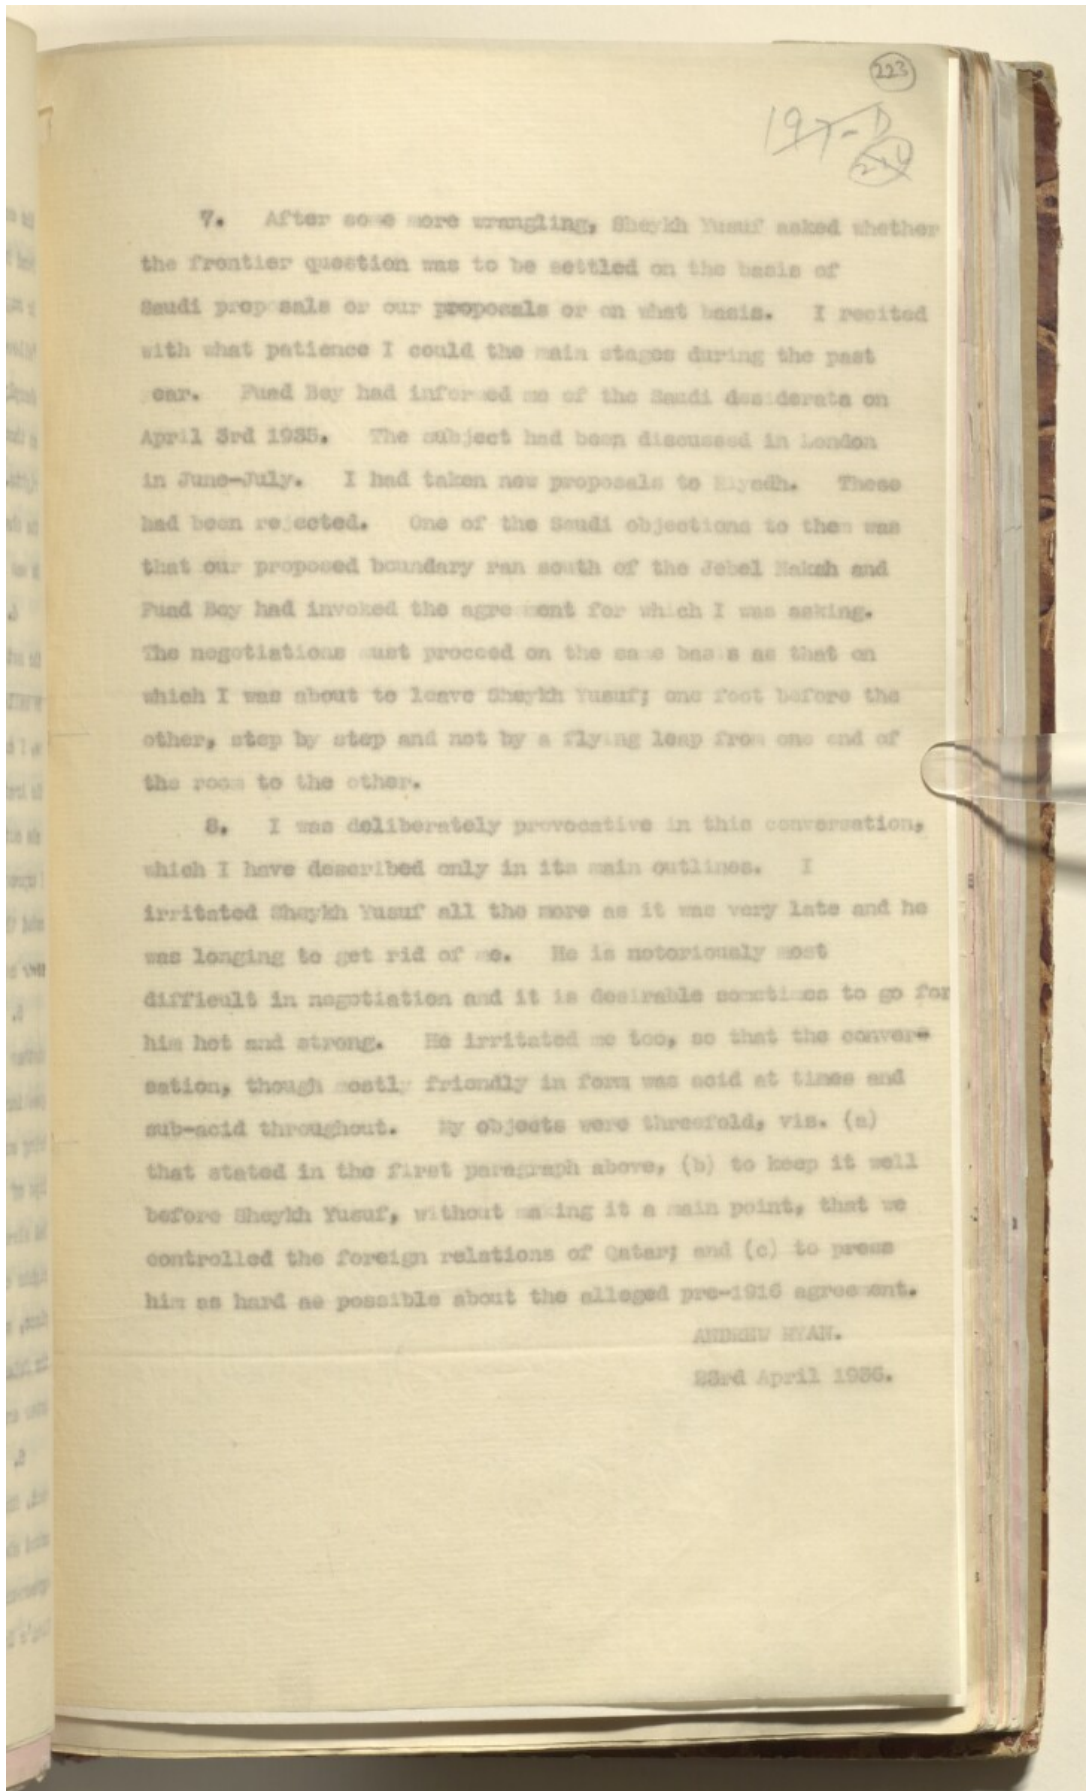 223
197-D
7. After some more wrangling, Sheykh Yusuf asked whether
the frontier question was to be settled on the basis of
Saudi proposals or our proposals or on what basis. I recited
with what patience I could the main stages during the past
year. Fuad Bey had informed me of the Saudi desiderata on
April 3rd 1935. The subject had been discussed in London
in June-July. I had taken new proposals to Riyadh. These
had been rejected. One of the Saudi objections to them was
that our proposed boundary ran south of the Jebel Naksh and
Fuad Bey had invoked the agreement for which I was asking.
The negotiations must proceed on the same basis as that on
which I was about to leave Sheykh Yusuf; one foot before the
other, step by step and not by a flying leap from one end of
the room to the other.
8. I was deliberately provocative in this conversation,
which I have described only in its main outlines. I
irritated Sheykh Yusuf all the more as it was very late and he
was longing to get rid of me. He is notoriously most
difficult in negotiation and it is desirable sometimes to go for
him hot and strong. He irritated me too, so that the conver-
sation, though mostly friendly in form was acid at times and
sub-acid throughout. My objects were threefold, viz. (a)
that stated in the first paragraph above, (b) to keep it well
before Sheykh Yusuf, without making it a main point, that we
controlled the foreign relations of Qatar; and (c) to press
him as hard as possible about the alleged pre-1916 agreement.
ANDREW RYAN.
23rd April 1936.